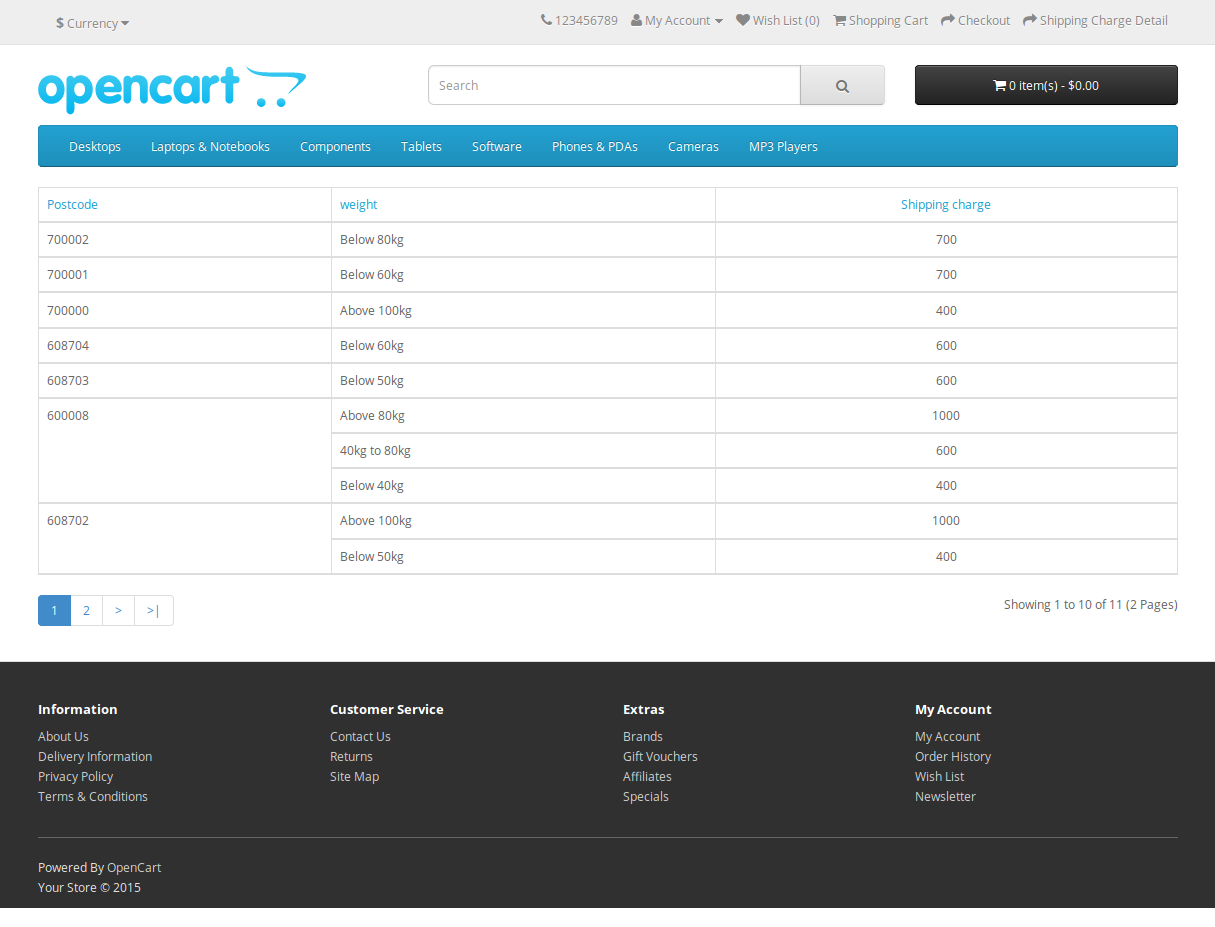 $ Currency 123456789 My Account Wish List (0) Shopping Cart Checkout Shipping Charge Detail
opencart Search 0 item(s) - $0.00
Desktops Laptops & Notebooks Components Tablets Software Phones & PDAs Cameras MP3 Players
Postcode weight Shipping charge
700002 Below 80kg 700
700001 Below 60kg 700
700000 Above 100kg 400
608704 Below 60kg 600
608703 Below 50kg 600
600008 Above 80kg 1000
40kg to 80kg 600
Below 40kg 400
608702 Above 100kg 1000
Below 50kg 400
1 2 > >| Showing 1 to 10 of 11 (2 Pages)
Information Customer Service Extras My Account
About Us Contact Us Brands My Account
Delivery Information Returns Gift Vouchers Order History
Privacy Policy Site Map Affiliates Wish List
Terms & Conditions Specials Newsletter
Powered By OpenCart
Your Store © 2015